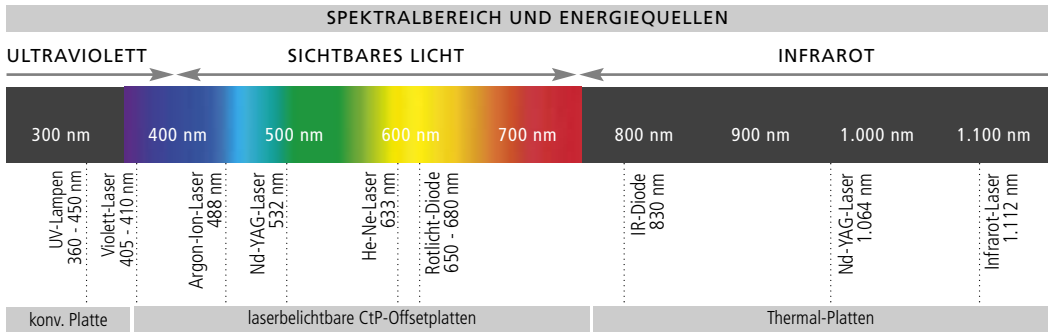 SPEKTRALBEREICH UND ENERGIEQUELLEN
ULTRAVIOLETT SICHTBARES LICHT INFRAROT
300 nm 400 nm 500 nm 600 nm 700 nm 800 nm 900 nm 1.000 nm 1.100 nm
UV-Lampen
360 - 450 nm
Violett-Laser
405 - 410 nm
Argon-Ion-Laser
488 nm
Nd-YAG-Laser
532 nm
He-Ne-Laser
633 nm
Rotlicht-Diode
650 - 680 nm
IR-Diode
830 nm
Nd-YAG-Laser
1.064 nm
Infrarot-Laser
1.112 nm
konv. Platte laserbelichtbare CtP-Offsetplatten Thermal-Platten